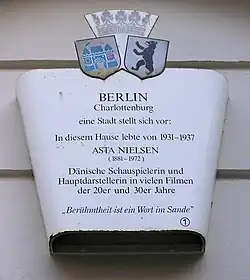 BERLIN
Charlottenburg
eine Stadt stellt sich vor:
In diesem Hause lebte von 1931-1937
ASTA NIELSEN
(1881-1972)
Dänische Schauspielerin und
Hauptdarstellerin in vielen Filmen
der 20er und 30er Jahre
„Berühmtheit ist ein Wort im Sande”
1